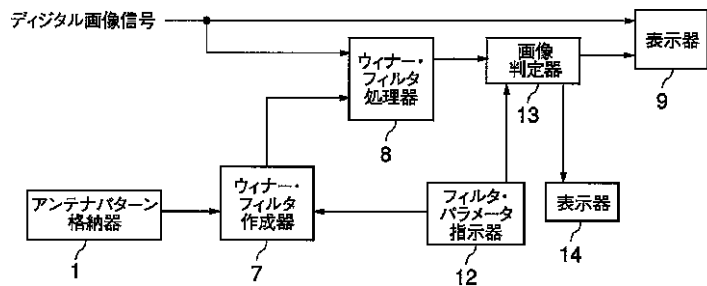 ディジタル画像信号
ウィナー・
フィルタ
処理器
8
画像
判定器
13
表示器
9
アンテナパターン
格納器
1
ウィナー・
フィルタ
作成器
7
フィルタ・
パラメータ
指示器
12
表示器
14